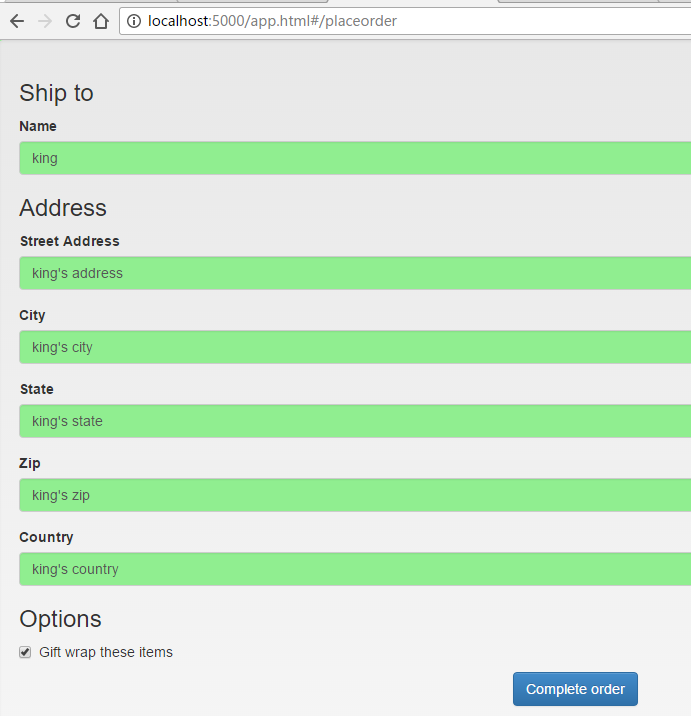 localhost:5000/app.html#/placeorder
Ship to
Name
king
Address
Street Address
king's address
City
king's city
State
king's state
Zip
king's zip
Country
king's country
Options
Gift wrap these items
Complete order